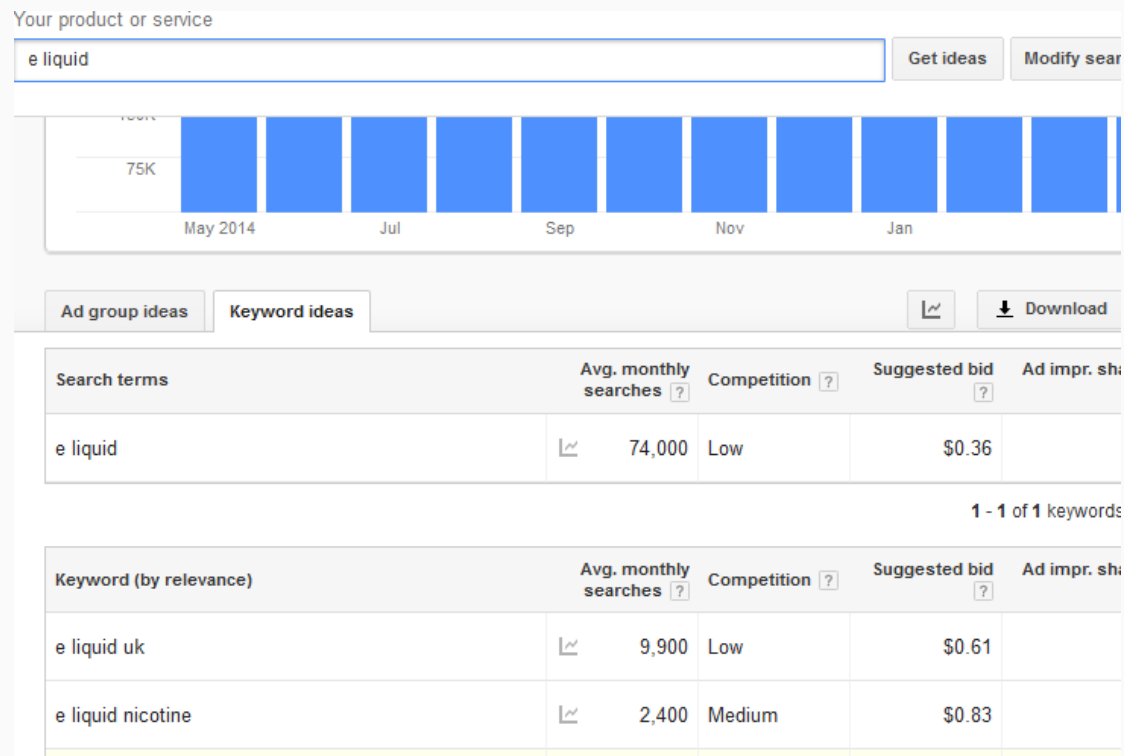 Your product or service
e liquid
Get ideas
Modify sear
75K
May 2014 Jul Sep Nov Jan
Ad group ideas
Keyword ideas
Download
Search terms
Avg. monthly searches ?
Competition ?
Suggested bid ?
Ad impr. sha
e liquid 74,000 Low $0.36
1 - 1 of 1 keywords
Keyword (by relevance)
Avg. monthly searches ?
Competition ?
Suggested bid ?
Ad impr. sha
e liquid uk 9,900 Low $0.61
e liquid nicotine 2,400 Medium $0.83